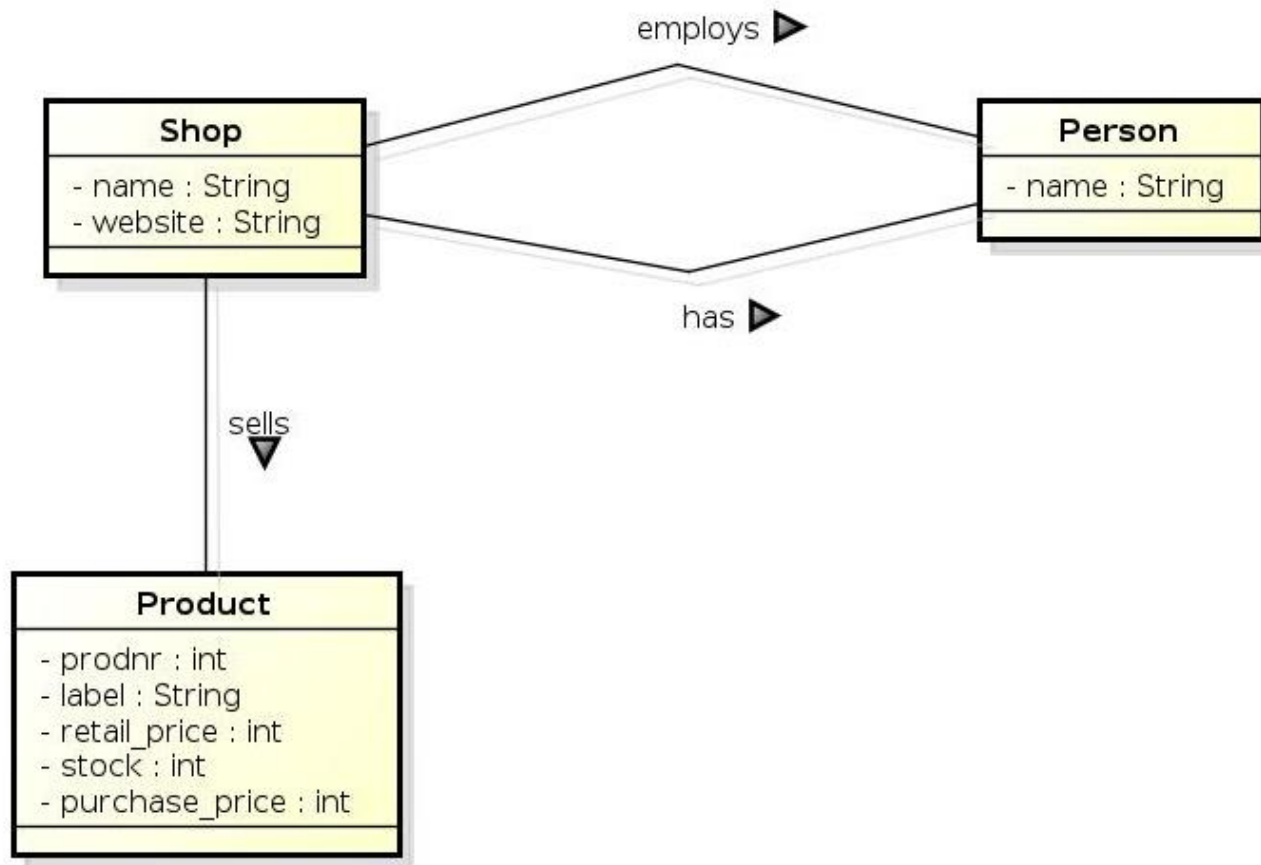 employs
Shop
- name : String
- website : String
Person
- name : String
has
sells
Product
- prodnr : int
- label : String
- retail_price : int
- stock : int
- purchase_price : int